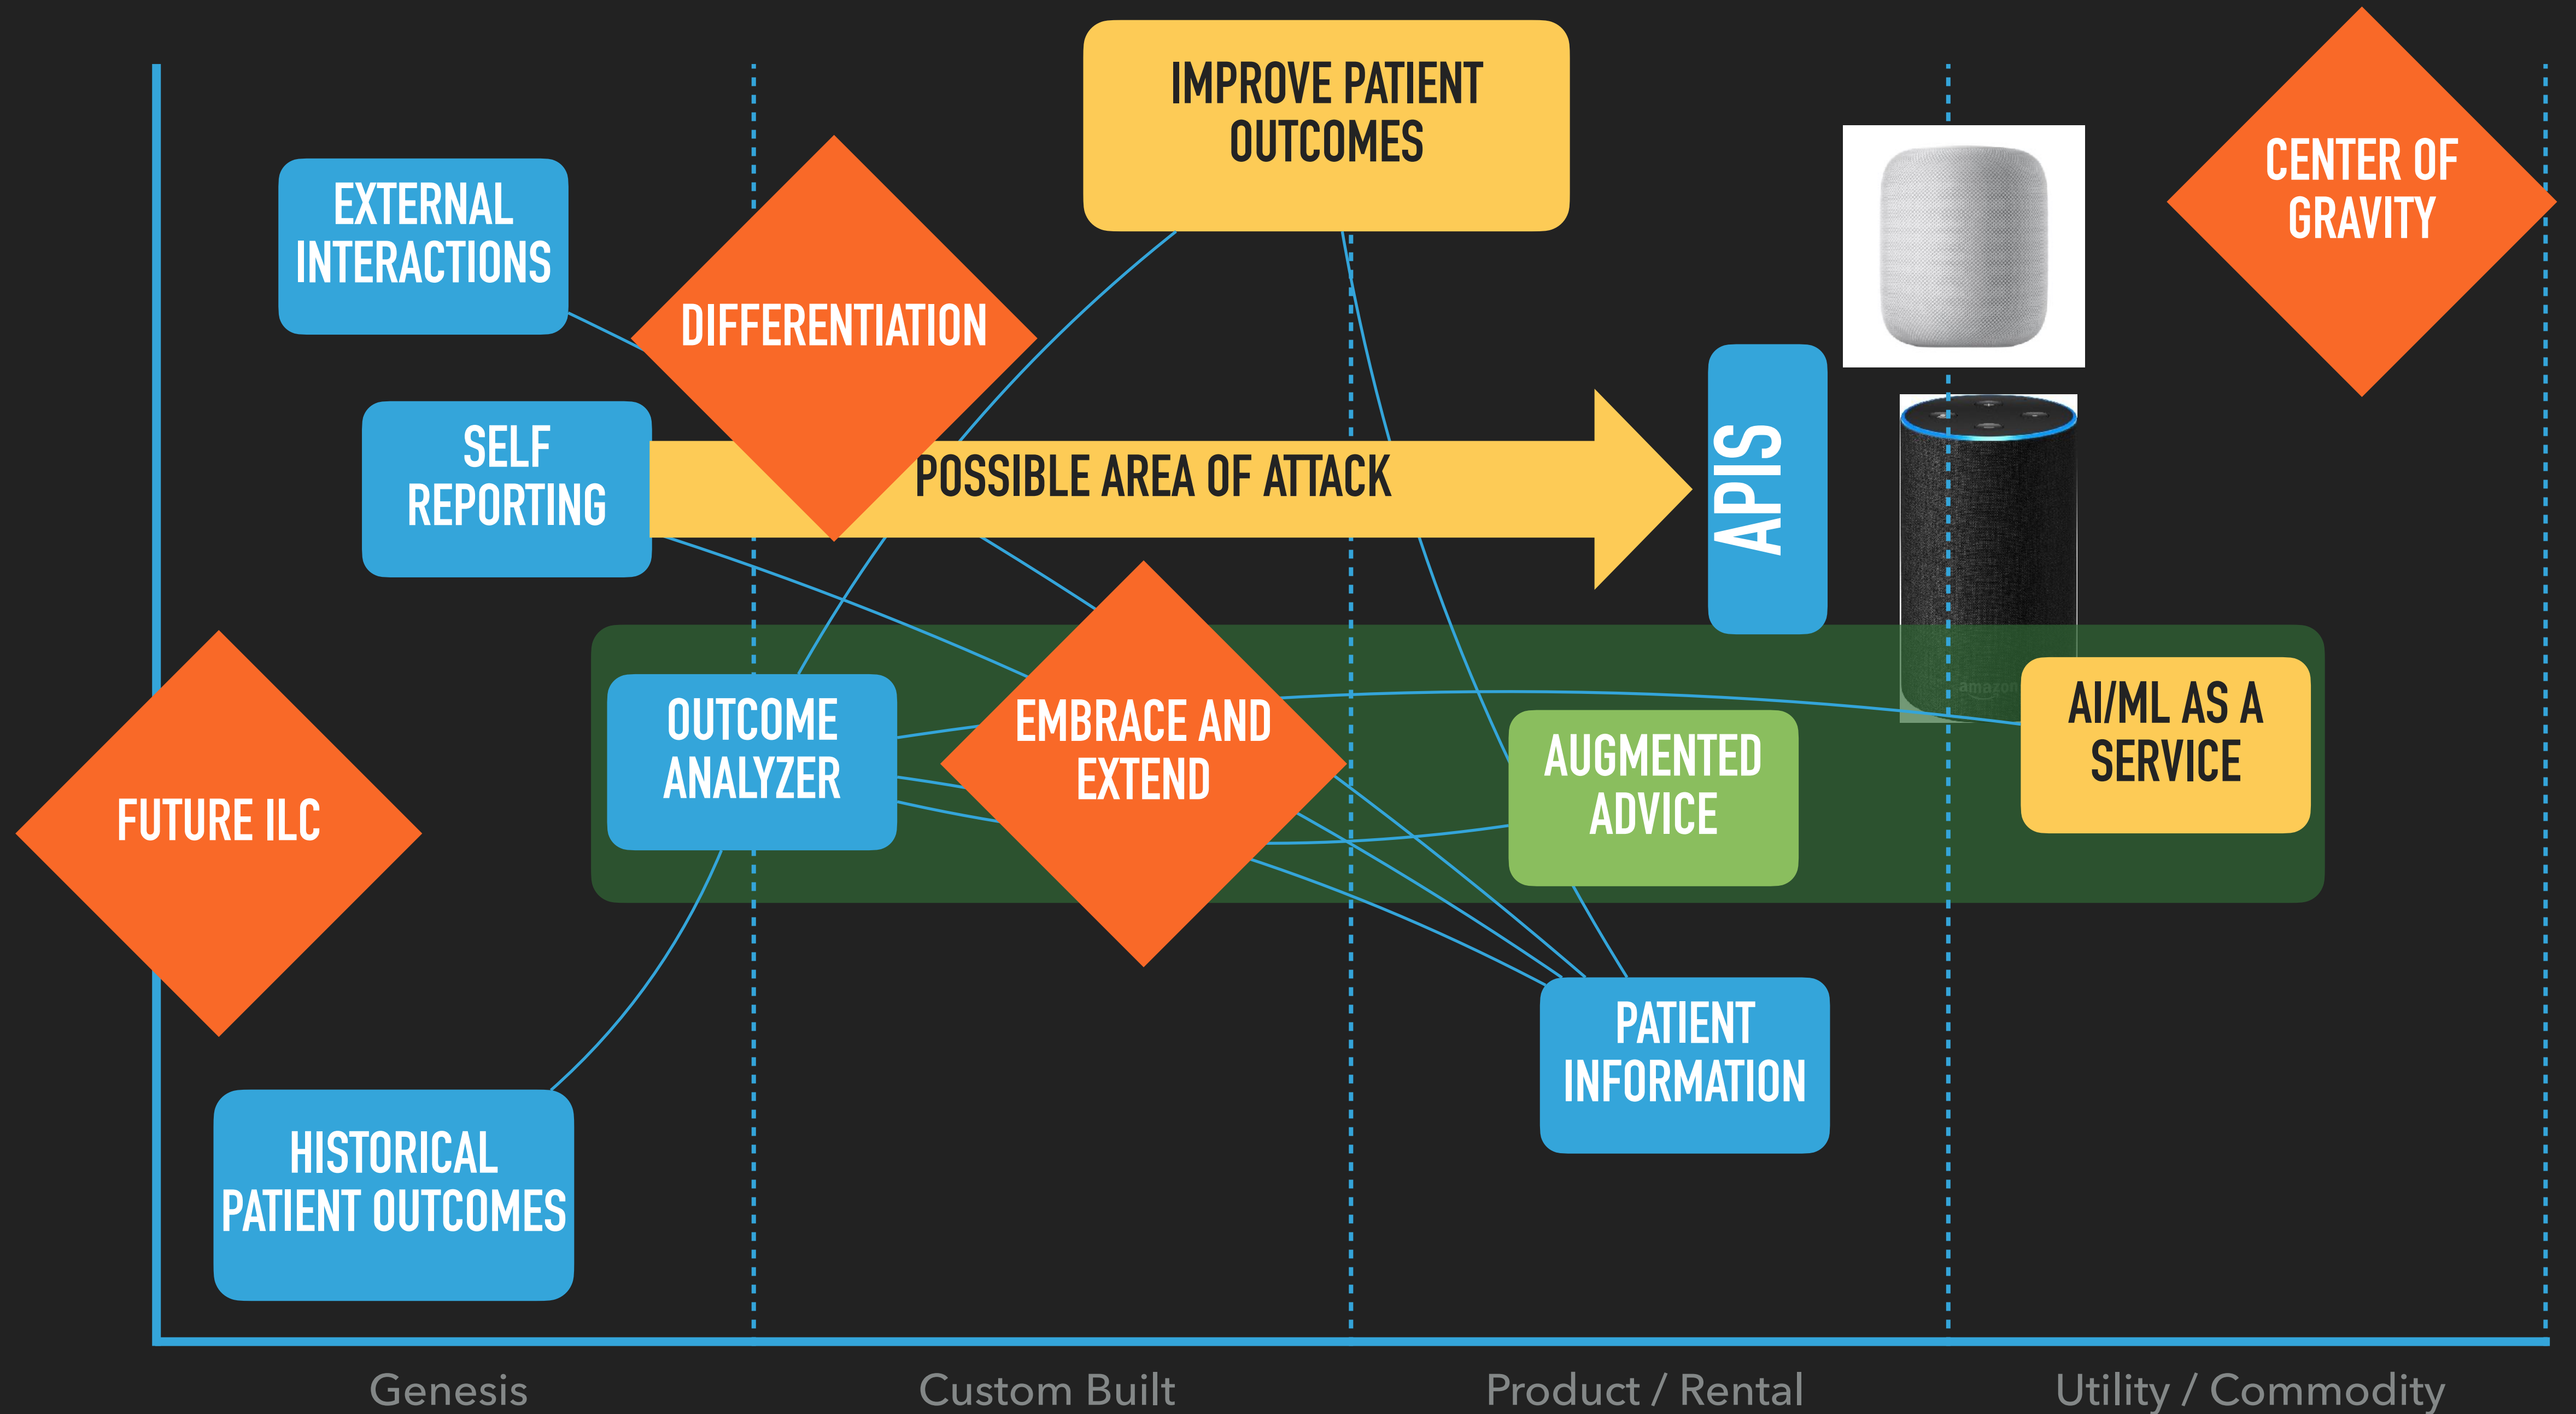 IMPROVE PATIENT
OUTCOMES
CENTER OF
GRAVITY
EXTERNAL
INTERACTIONS
DIFFERENTIATION
SELF
REPORTING
POSSIBLE AREA OF ATTACK
APIS
OUTCOME
ANALYZER
EMBRACE AND
EXTEND
AUGMENTED
ADVICE
amazon
AI/ML AS A
SERVICE
FUTURE ILC
PATIENT
INFORMATION
HISTORICAL
PATIENT OUTCOMES
Genesis
Custom Built
Product / Rental
Utility / Commodity